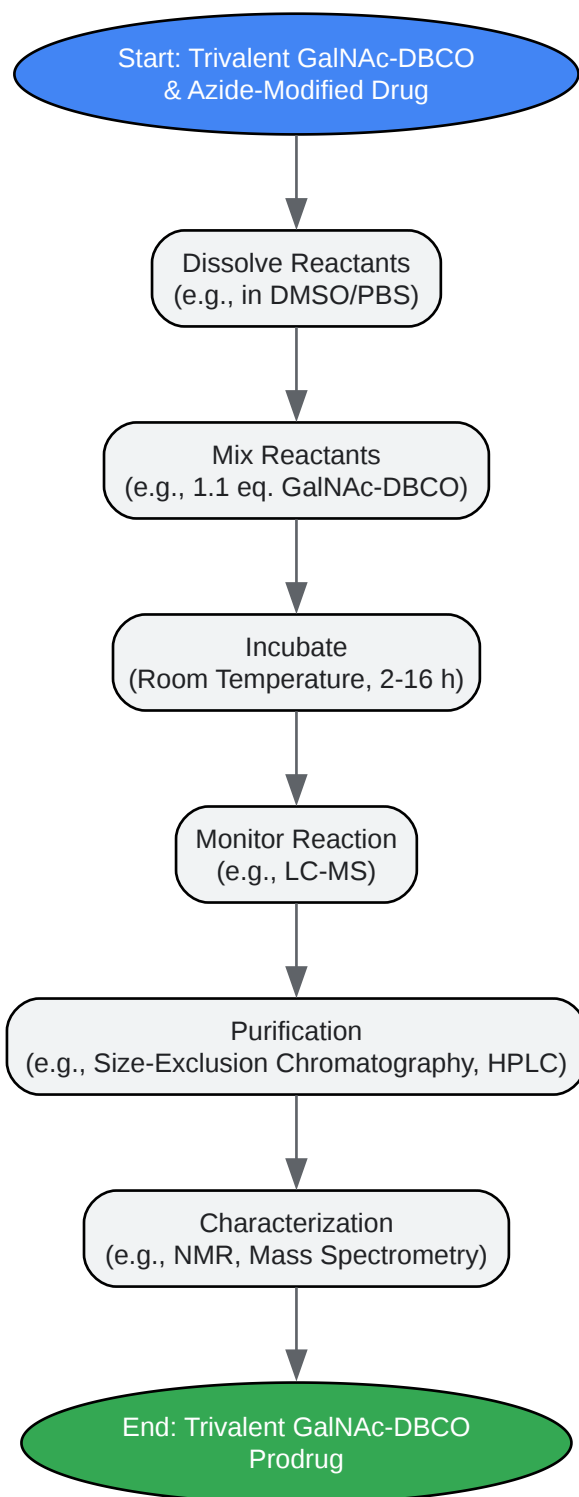 Start: Trivalent GalNAc-DBCO
& Azide-Modified Drug
Dissolve Reactants
(e.g., in DMSO/PBS)
Mix Reactants
(e.g., 1.1 eq. GalNAc-DBCO)
Incubate
(Room Temperature, 2-16 h)
Monitor Reaction
(e.g., LC-MS)
Purification
(e.g., Size-Exclusion Chromatography, HPLC)
Characterization
(e.g., NMR, Mass Spectrometry)
End: Trivalent GalNAc-DBCO
Prodrug